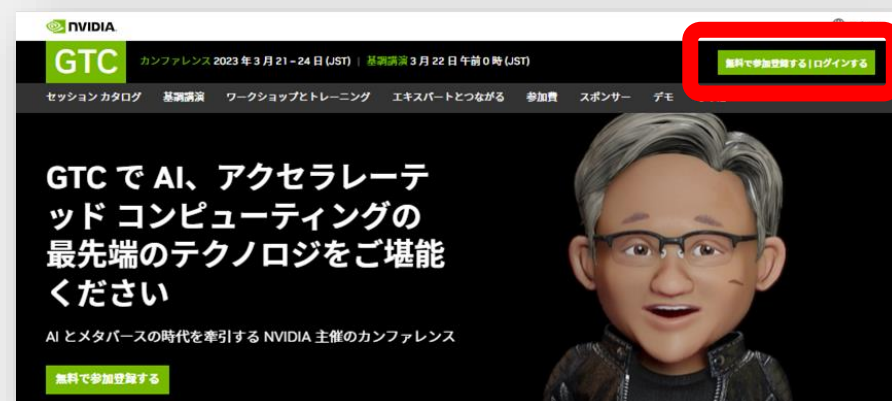 NVIDIA
GTC
カンファレンス 2023 年 3 月 21 – 24 日 (JST) | 基調講演 3 月 22 日 午前 0 時 (JST)
無料で参加登録する | ログインする
セッション カタログ 基調講演 ワークショップとトレーニング エキスパートとつながる 参加費 スポンサー デモ
GTC で AI、アクセラレーテ
ッド コンピューティングの
最先端のテクノロジをご堪能
ください
AI とメタバースの時代を牽引する NVIDIA 主催のカンファレンス
無料で参加登録する